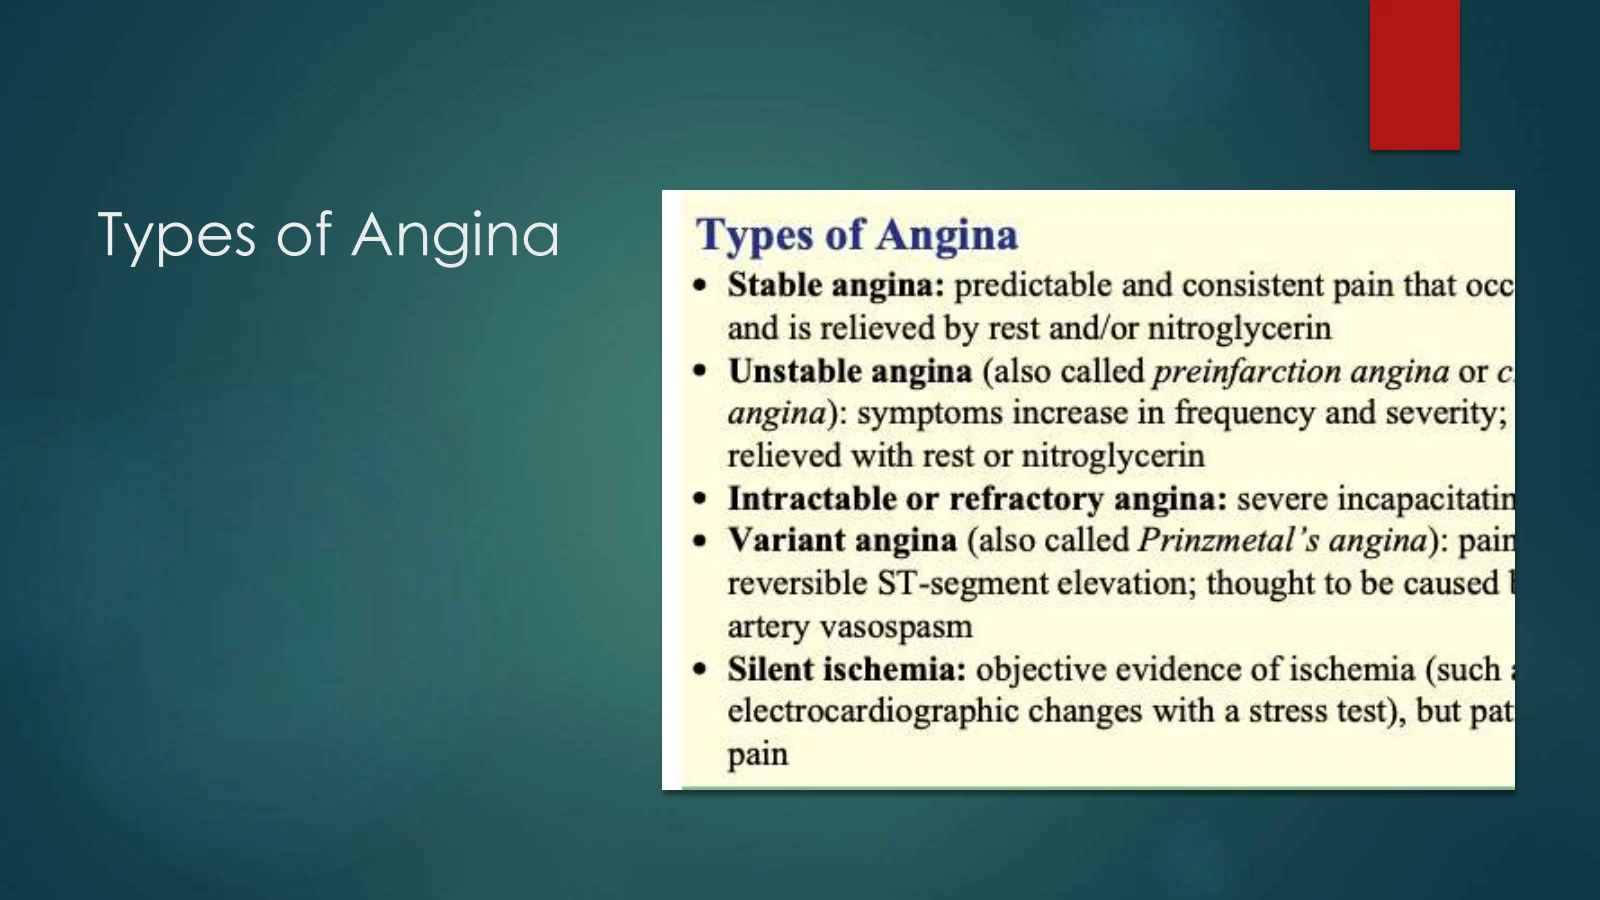 Types of Angina
Types of Angina
• Stable angina: predictable and consistent pain that
and is relieved by rest and/or nitroglycerin
• Unstable angina (also called preinfarction angina or
angina): symptoms increase in frequency and severity;
relieved with rest or nitroglycerin
• Intractable or refractory angina: severe
• Variant angina (also called Prinzmetal's angina): pain
reversible ST-segment elevation; thought to be caused
artery vasospasm
• Silent ischemia: objective evidence of ischemia (such
electrocardiographic changes with a stress test), but
pain